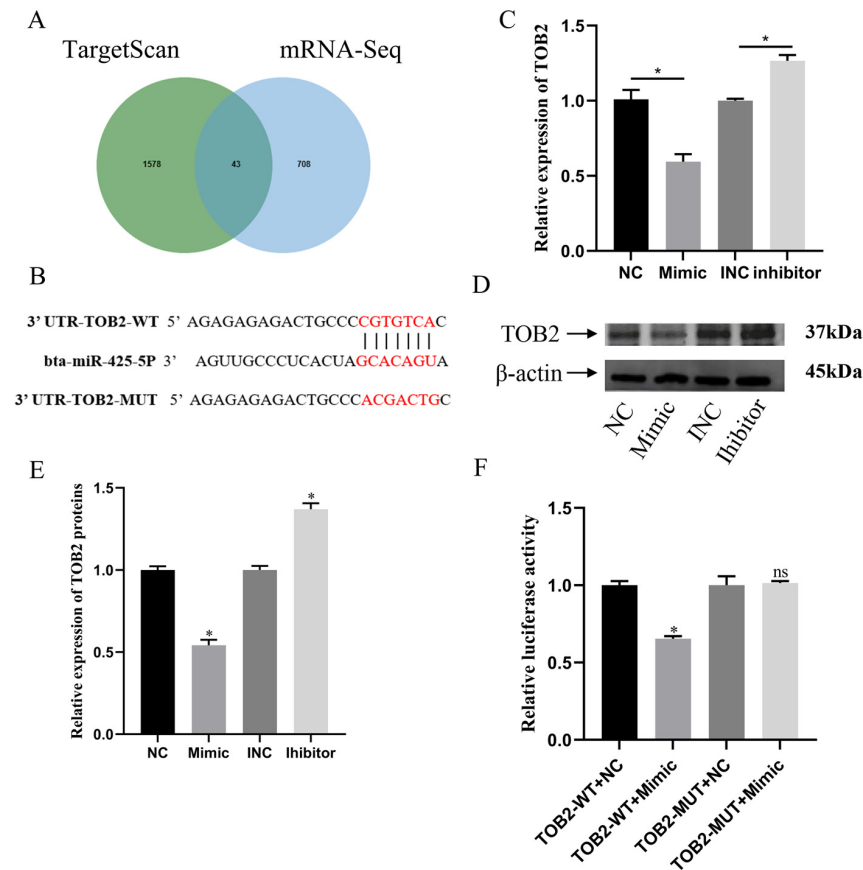 A
TargetScan mRNA-Seq
1578 43 708
B
3’ UTR-TOB2-WT 5’ AGAGAGAGACTGCCCCGTGTCAC
bta-miR-425-5P 3’ AGUUGCCCUCACUAGCACAGUA
3’ UTR-TOB2-MUT 5’ AGAGAGAGACTGCCCACGACTGC
C
Relative expression of TOB2
1.5
1.0
0.5
0.0
* *
NC Mimic INC inhibitor
D
TOB2 37kDa
β-actin 45kDa
NC Mimic INC Ihibitor
E
Relative expression of TOB2 proteins
1.5
1.0
0.5
0.0
* *
NC Mimic INC Ihibitor
F
Relative luciferase activity
1.5
1.0
0.5
0.0
* ns
TOB2-WT+NC
TOB2-WT+Mimic
TOB2-MUT+NC
TOB2-MUT+Mimic